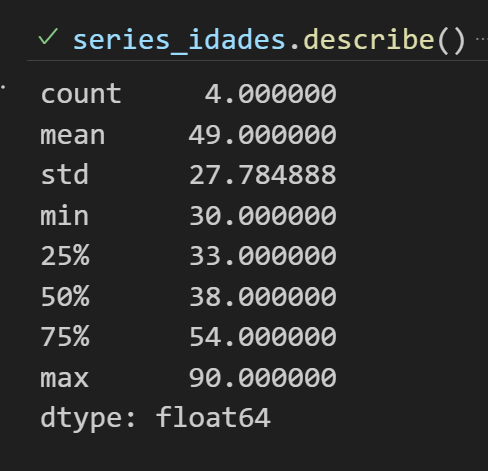 series_idades.describe()
count 4.000000
mean 49.000000
std 27.784888
min 30.000000
25% 33.000000
50% 38.000000
75% 54.000000
max 90.000000
dtype: float64